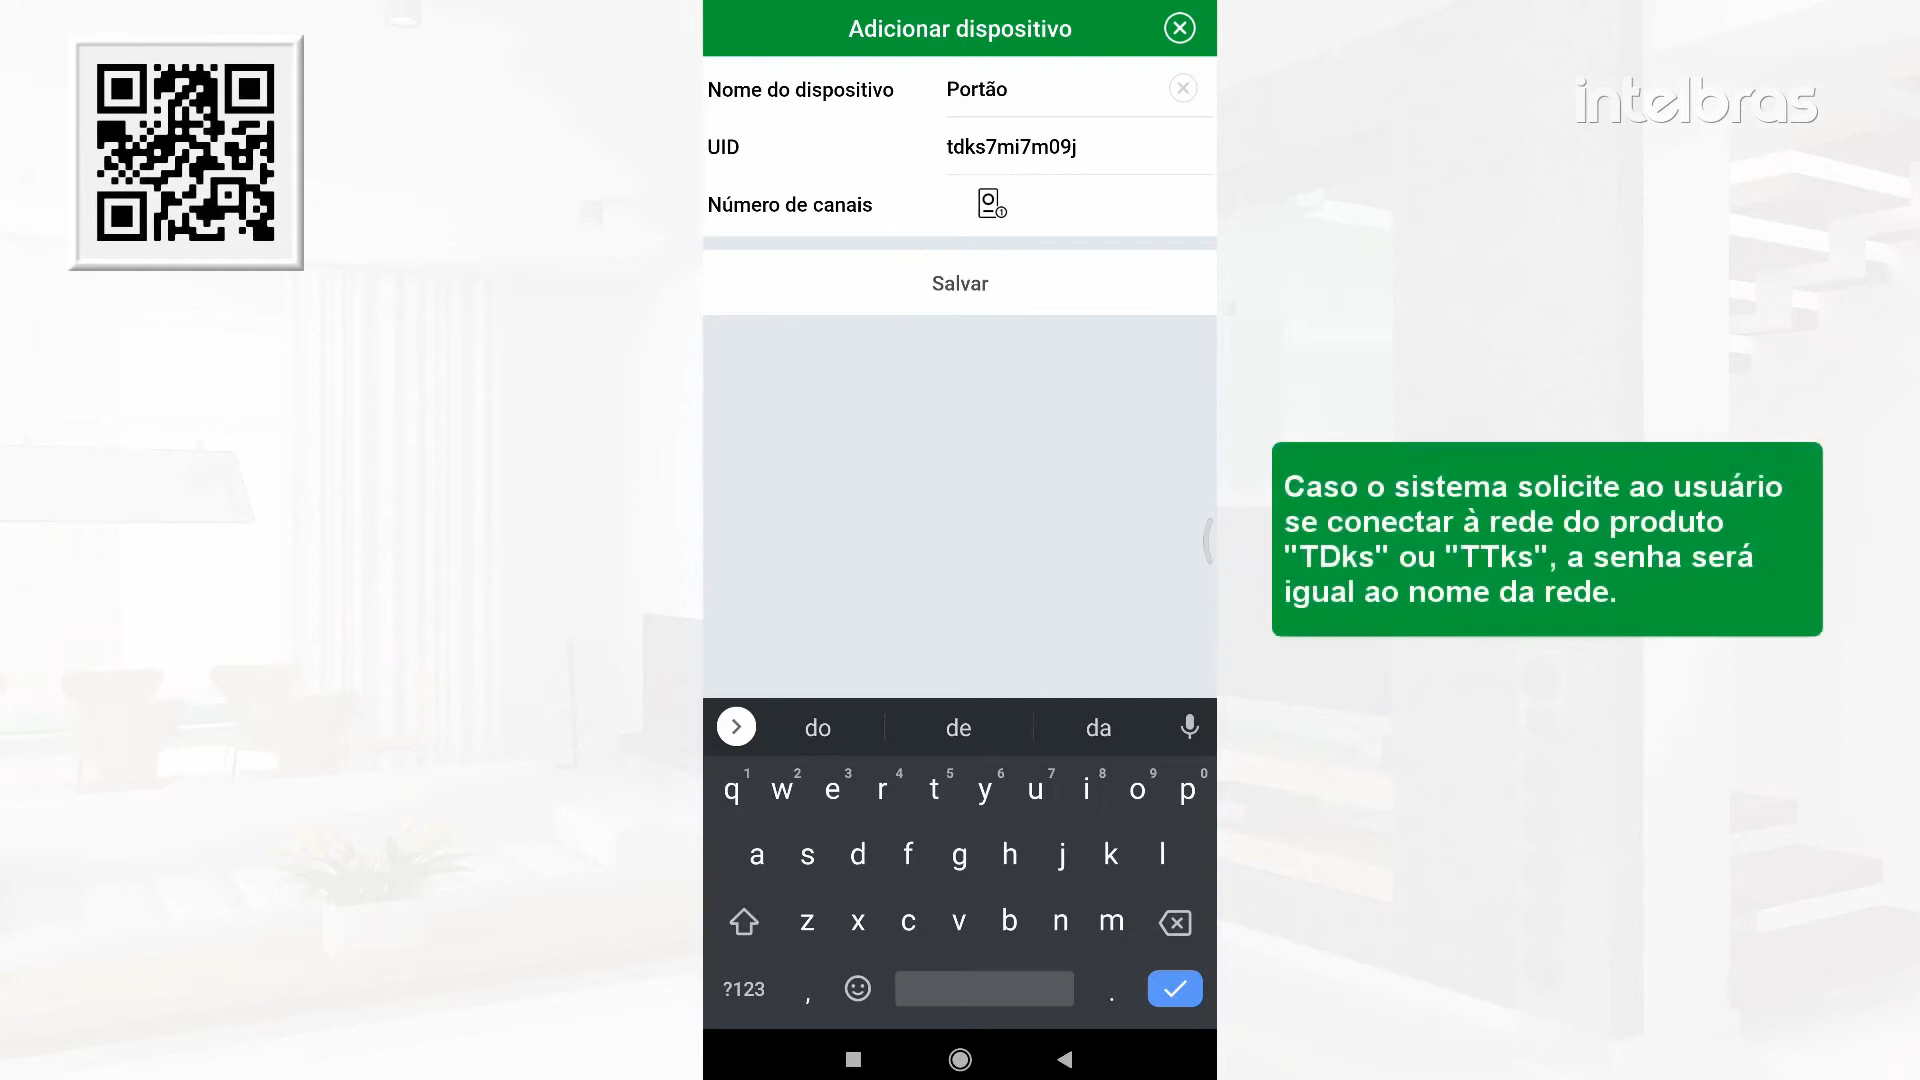 Adicionar dispositivo
intelbras
Nome do dispositivo Portão
UID tdks7mi7m09j
Número de canais 1
Salvar
Caso o sistema solicite ao usuário
se conectar à rede do produto
"TDks" ou "TTks", a senha será
igual ao nome da rede.
do de da
1 2 3 4 5 6 7 8 9 0
q w e r t y u i o p
a s d f g h j k l
z x c v b n m
?123 , .